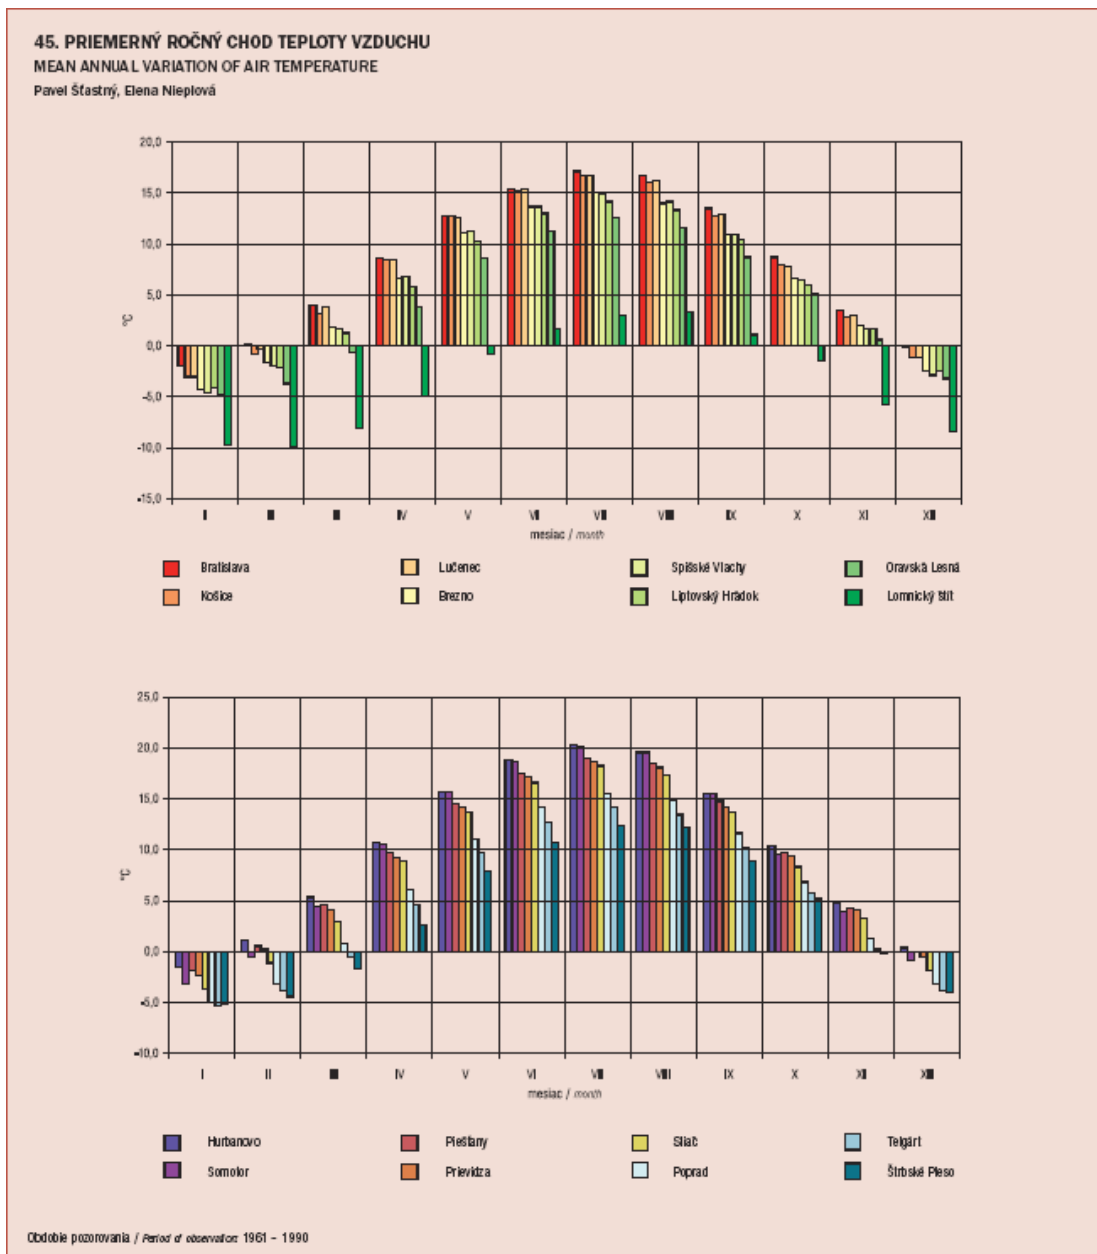 45. PRIEMERNÝ ROČNÝ CHOD TEPLOTY VZDUCHU
MEAN ANNUAL VARIATION OF AIR TEMPERATURE
Pavel Šťastný, Elena Nieplová
20,0
15,0
10,0
5,0
0,0
-5,0
-10,0
-15,0
°C
I II III IV V VI VII VIII IX X XI XII
mesiac / month
Bratislava Lučenec Spišské Vlachy Oravská Lesná
Košice Brezno Liptovský Hrádok Lomnický štít
25,0
20,0
15,0
10,0
5,0
0,0
-5,0
-10,0
°C
I II III IV V VI VII VIII IX X XI XII
mesiac / month
Hurbanovo Piešťany Sliač Telgárt
Somotor Prievidza Poprad Štrbské Pleso
Obdobie pozorovania / Period of observation: 1961 – 1990